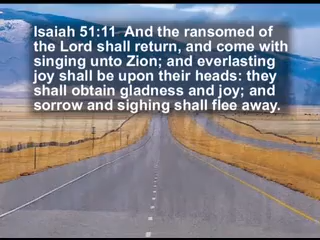 Isaiah 51:11  And the ransomed of
the Lord shall return, and come with
singing unto Zion; and everlasting
joy shall be upon their heads: they
shall obtain gladness and joy; and
sorrow and sighing shall flee away.